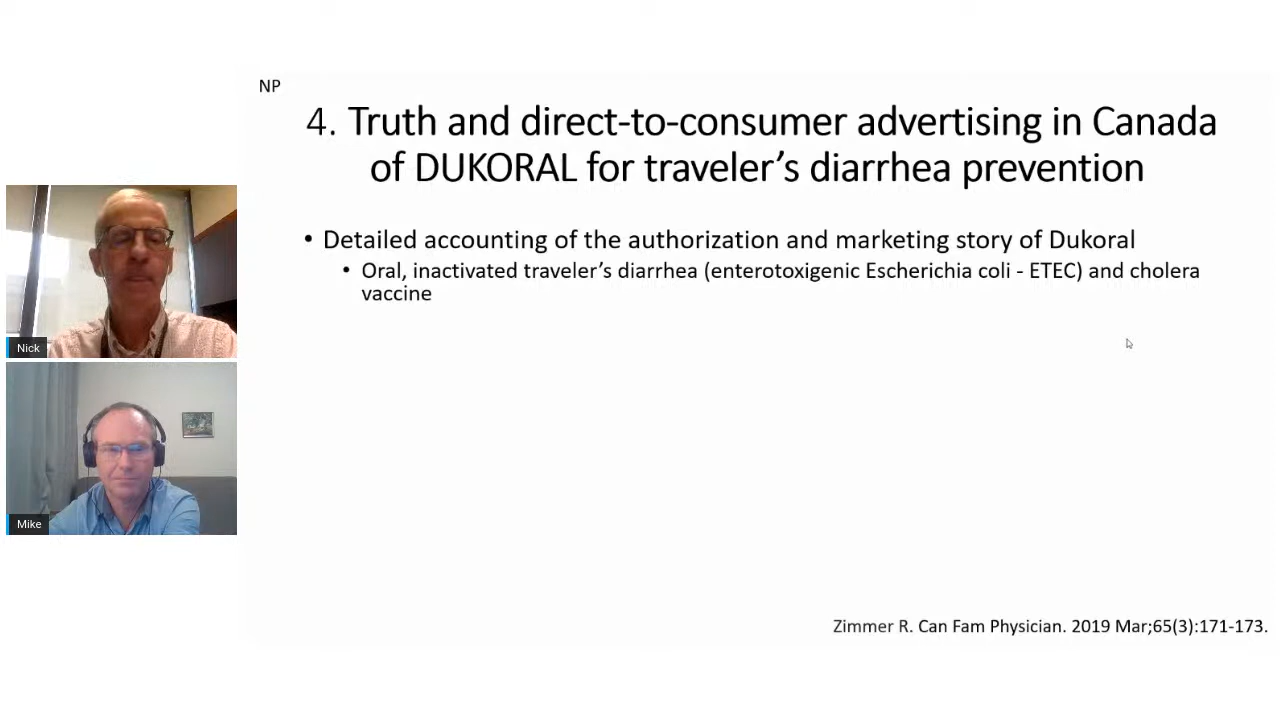 NP
4. Truth and direct-to-consumer advertising in Canada
of DUKORAL for traveler's diarrhea prevention
• Detailed accounting of the authorization and marketing story of Dukoral
• Oral, inactivated traveler's diarrhea (enterotoxigenic Escherichia coli - ETEC) and cholera
vaccine
Nick
Mike
Zimmer R. Can Fam Physician. 2019 Mar;65(3):171-173.